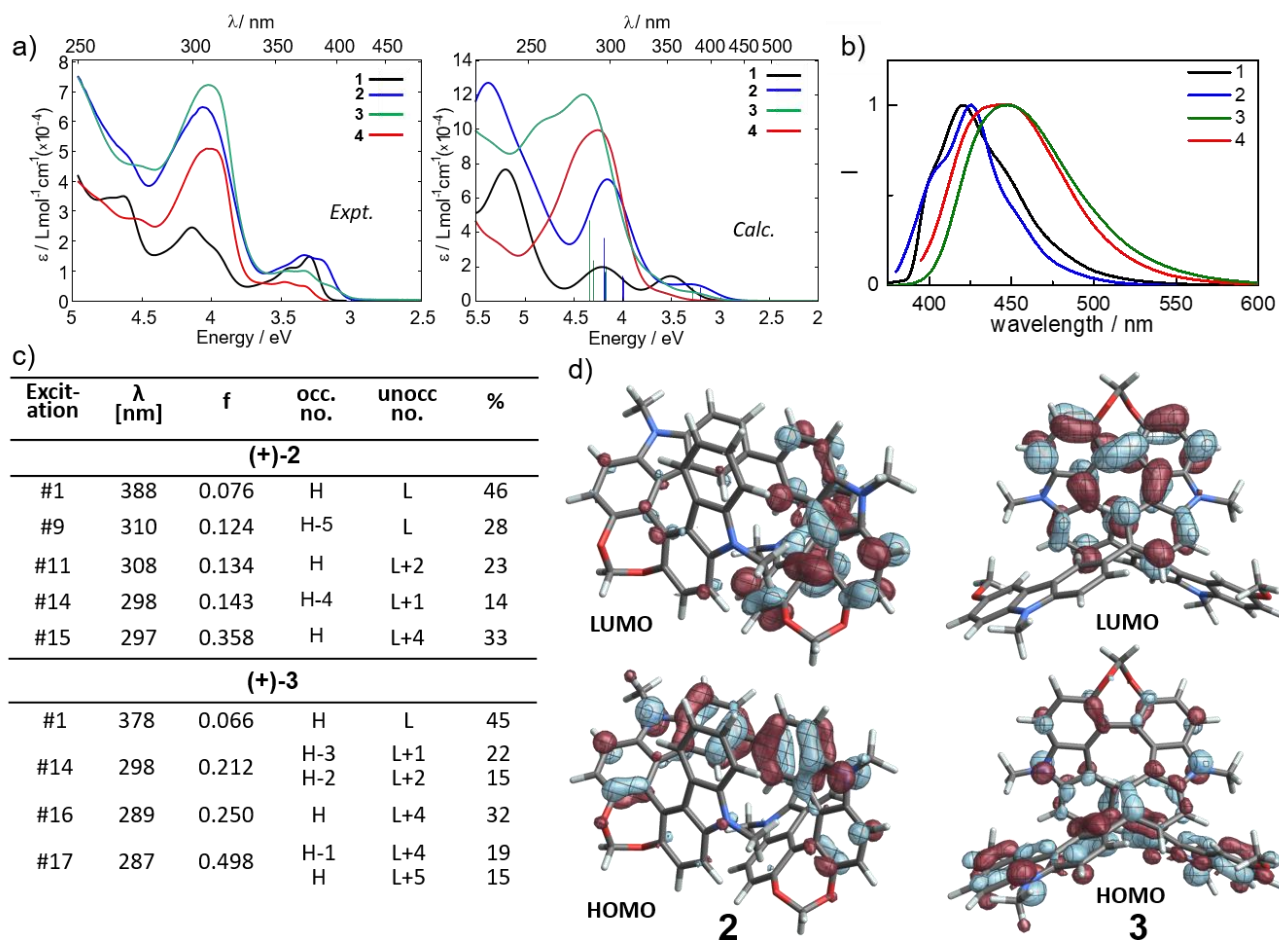 a)
λ/ nm
250 300 350 400 450
8
7
6
5
4
3
2
1
0
ε / Lmol⁻¹cm⁻¹(×10⁻⁴)
1
2
3
4
Expt.
5 4.5 4 3.5 3 2.5
Energy / eV
λ/ nm
250 300 350 400 450 500
14
12
10
8
6
4
2
0
ε / Lmol⁻¹cm⁻¹(×10⁻⁴)
1
2
3
4
Calc.
5.5 5 4.5 4 3.5 3 2.5 2
Energy / eV
b)
1
I
0
1
2
3
4
400 450 500 550 600
wavelength / nm
c)
Excit-ation λ [nm] f occ. no. unocc no. %
(+)-2
#1 388 0.076 H L 46
#9 310 0.124 H-5 L 28
#11 308 0.134 H L+2 23
#14 298 0.143 H-4 L+1 14
#15 297 0.358 H L+4 33
(+)-3
#1 378 0.066 H L 45
#14 298 0.212 H-3 L+1 22
H-2 L+2 15
#16 289 0.250 H L+4 32
#17 287 0.498 H-1 L+4 19
H L+5 15
d)
LUMO
LUMO
HOMO
2
HOMO
3